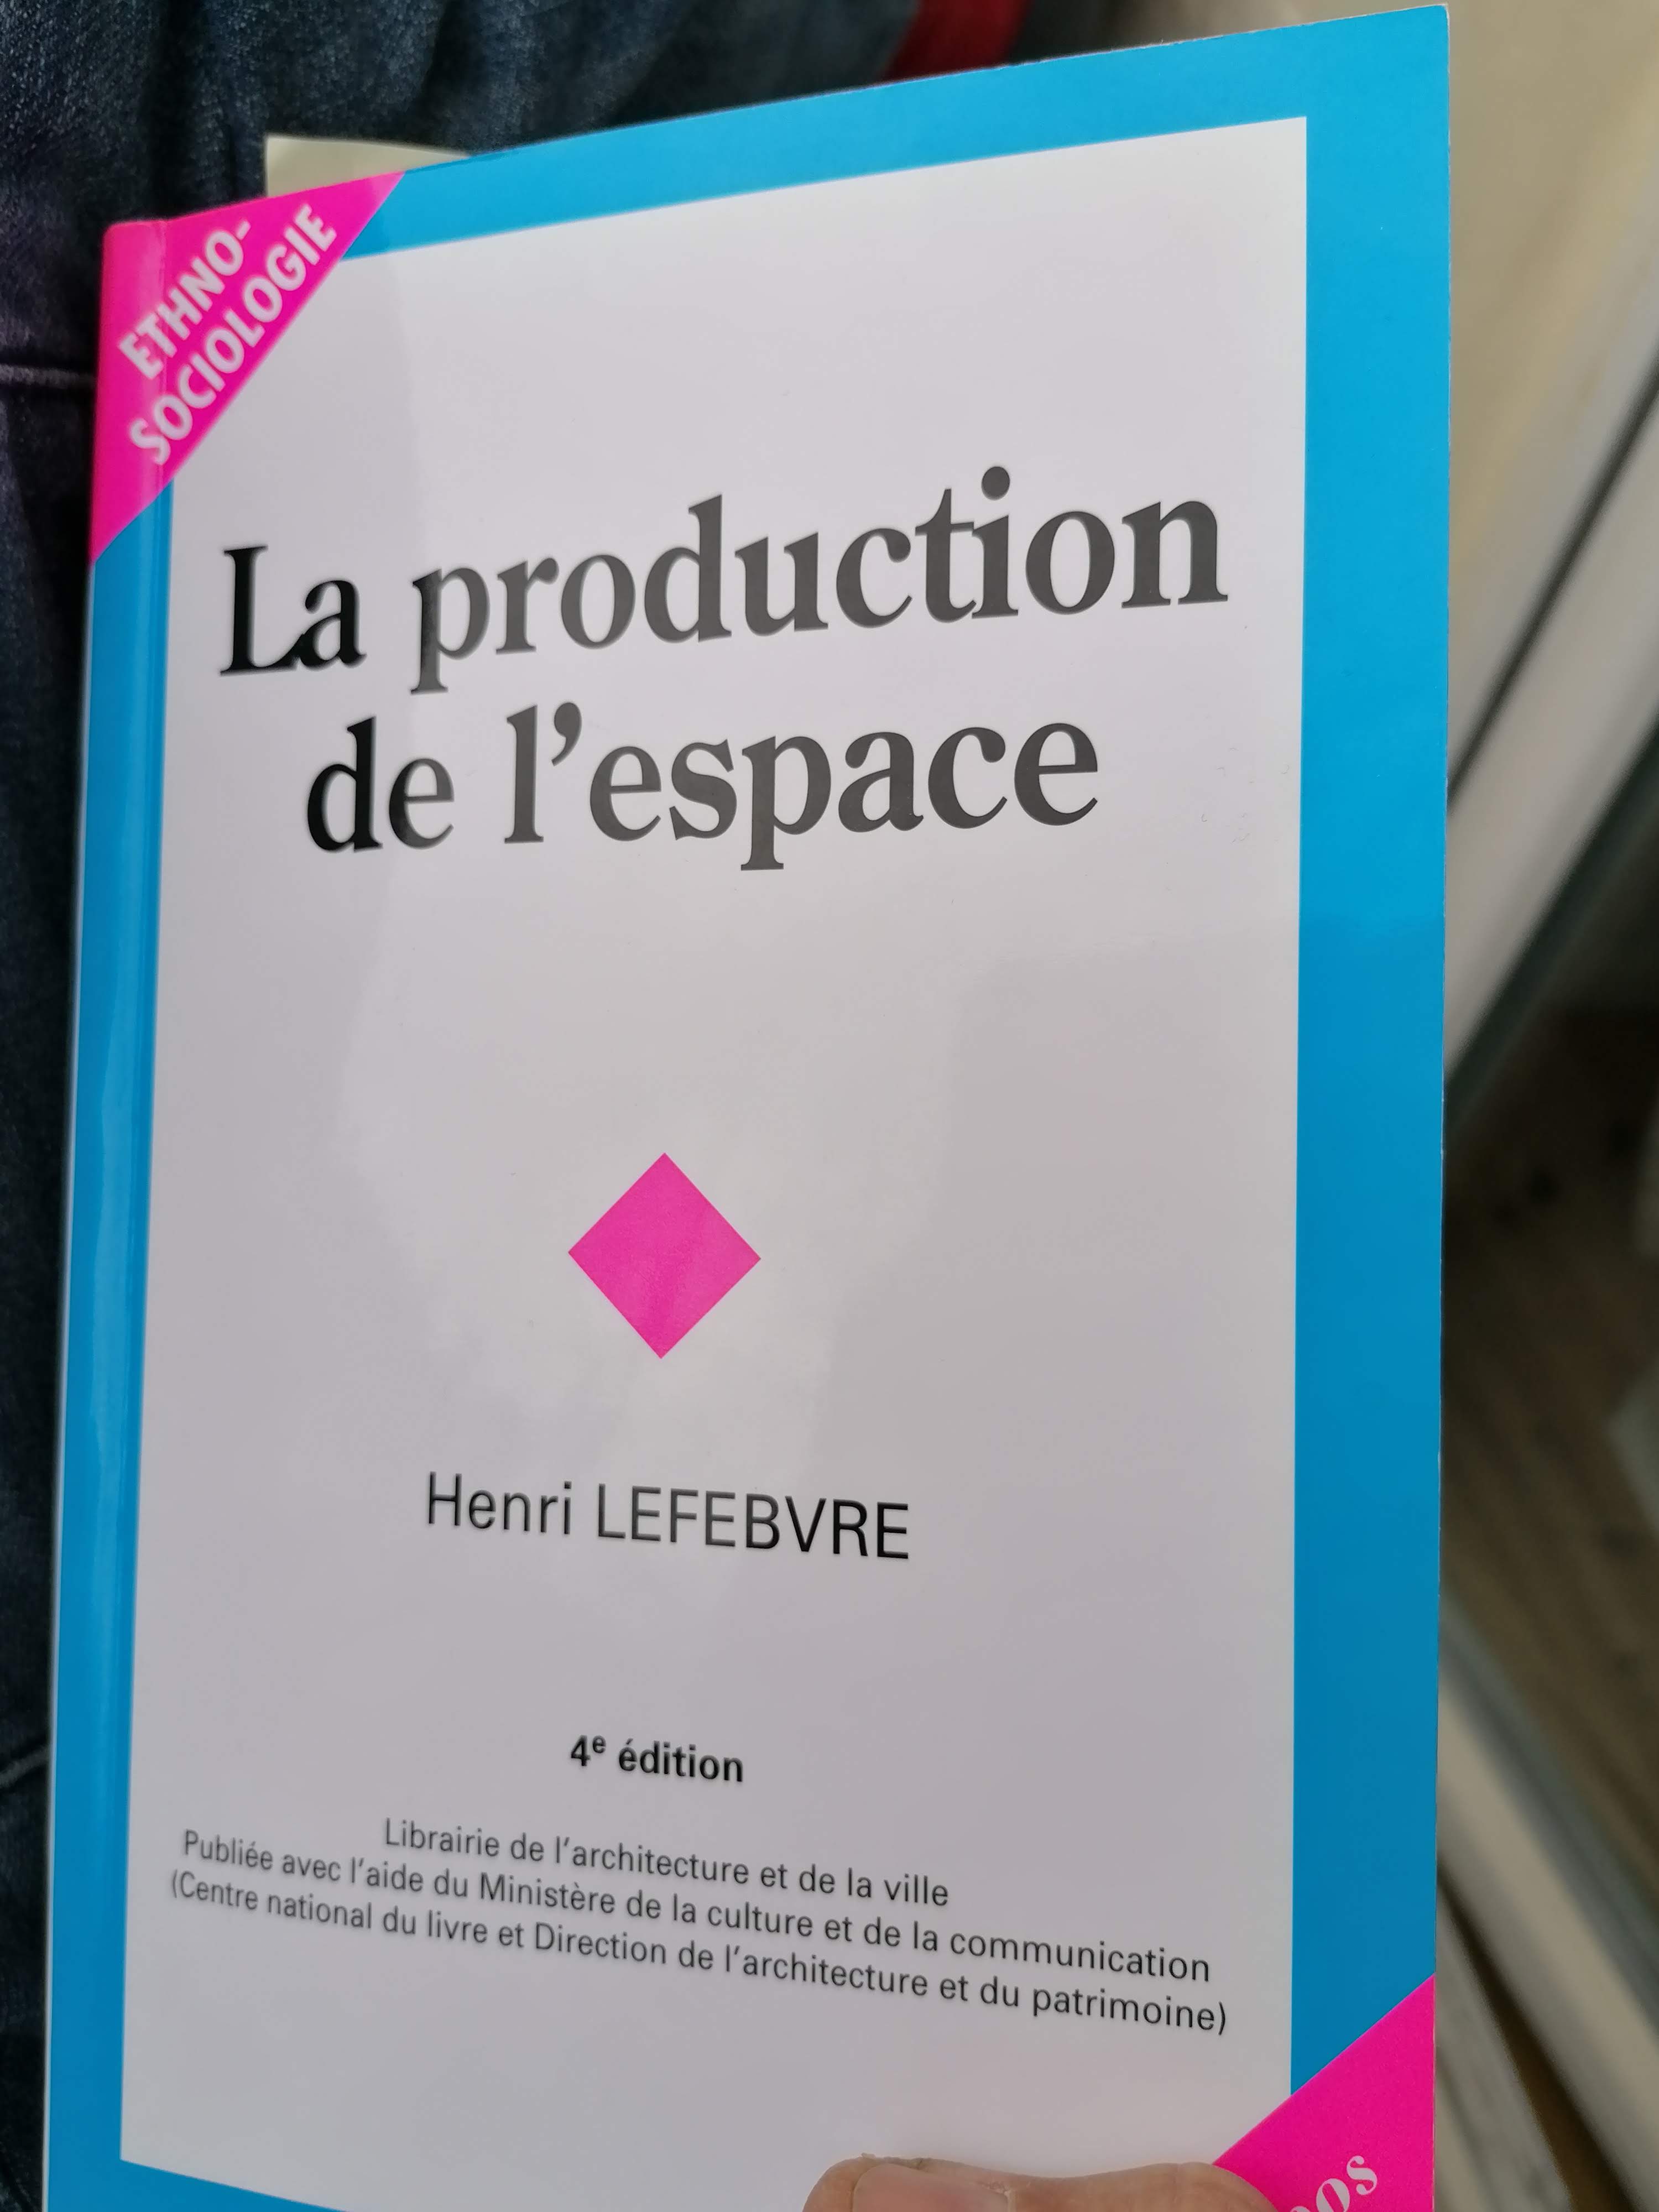 ETHNO-
SOCIOLOGIE
La production
de l'espace
Henri LEFEBVRE
4e édition
Librairie de l'architecture et de la ville
Publiée avec l'aide du Ministère de la culture et de la communication
(Centre national du livre et Direction de l'architecture et du patrimoine)